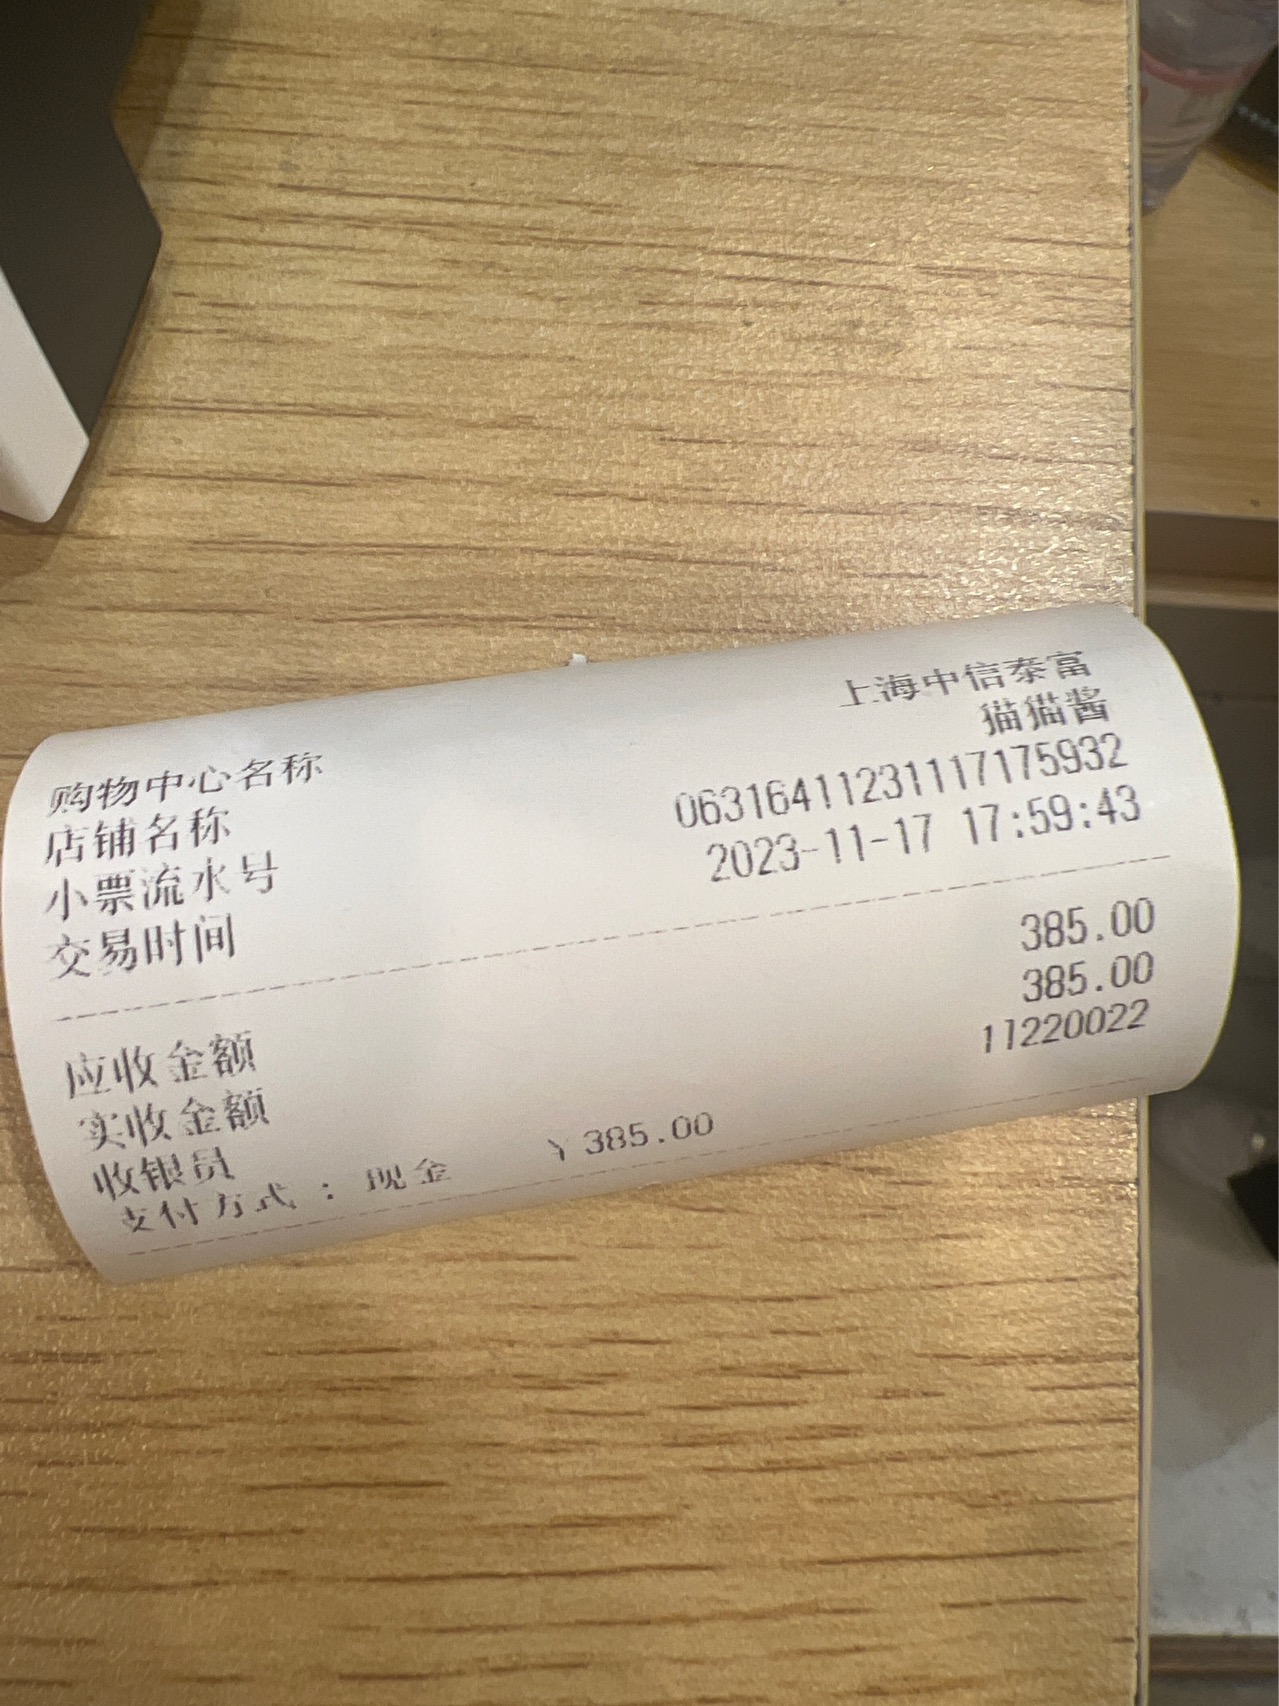 购物中心名称 上海中信泰富
店铺名称 猫猫酱
小票流水号 06316411231117175932
交易时间 2023-11-17 17:59:43
应收金额 385.00
实收金额 385.00
收银员 11220022
支付方式 : 现金 ¥385.00